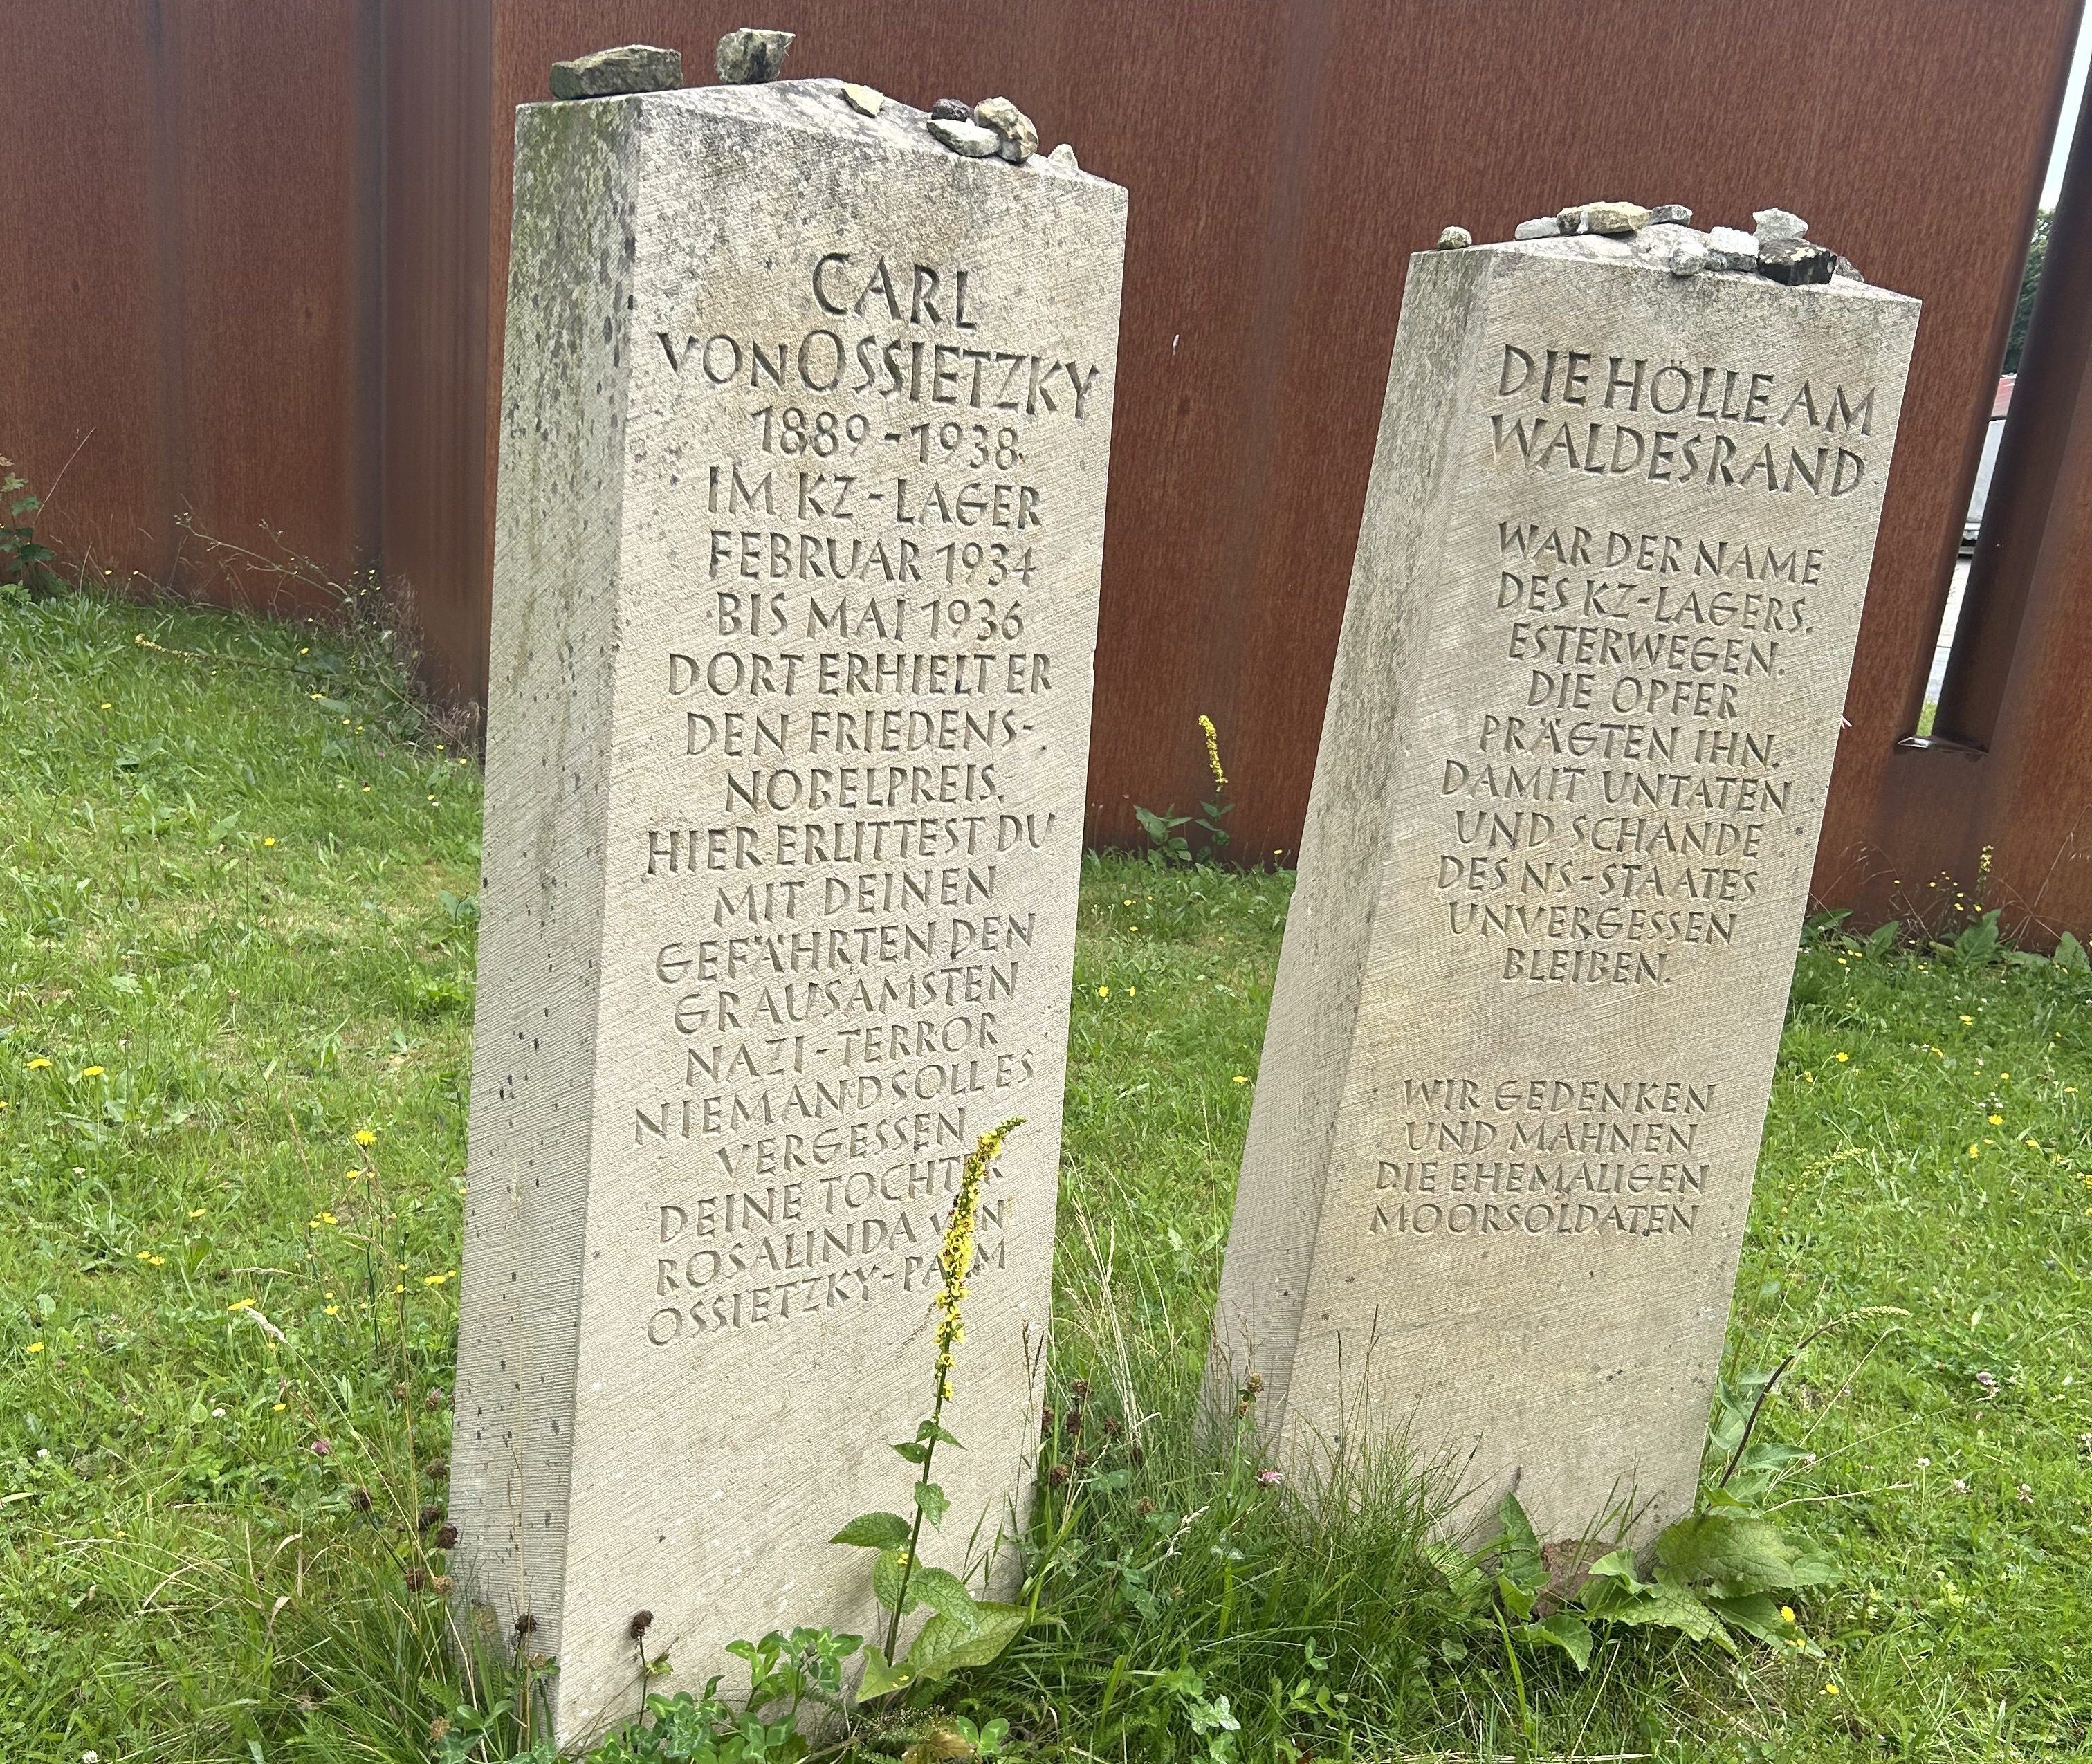 CARL
VON OSSIETZKY
1889-1938
IM KZ-LAGER
FEBRUAR 1934
BIS MAI 1936
DORT ERHIELT ER
DEN FRIEDENS-
NOBELPREIS.
HIER ERLITTEST DU
MIT DEINEN
GEFÄHRTEN DEN
GRAUSAMSTEN
NAZI-TERROR
NIEMAND SOLL ES
VERGESSEN
DEINE TOCHTER
ROSALINDA VON
OSSIETZKY-PALM
DIE HÖLLE AM
WALDESRAND
WAR DER NAME
DES KZ-LAGERS
ESTERWEGEN.
DIE OPFER
PRÄGTEN IHN.
DAMIT UNTATEN
UND SCHANDE
DES NS-STAATES
UNVERGESSEN
BLEIBEN.
WIR GEDENKEN
UND MAHNEN
DIE EHEMALIGEN
MOORSOLDATEN